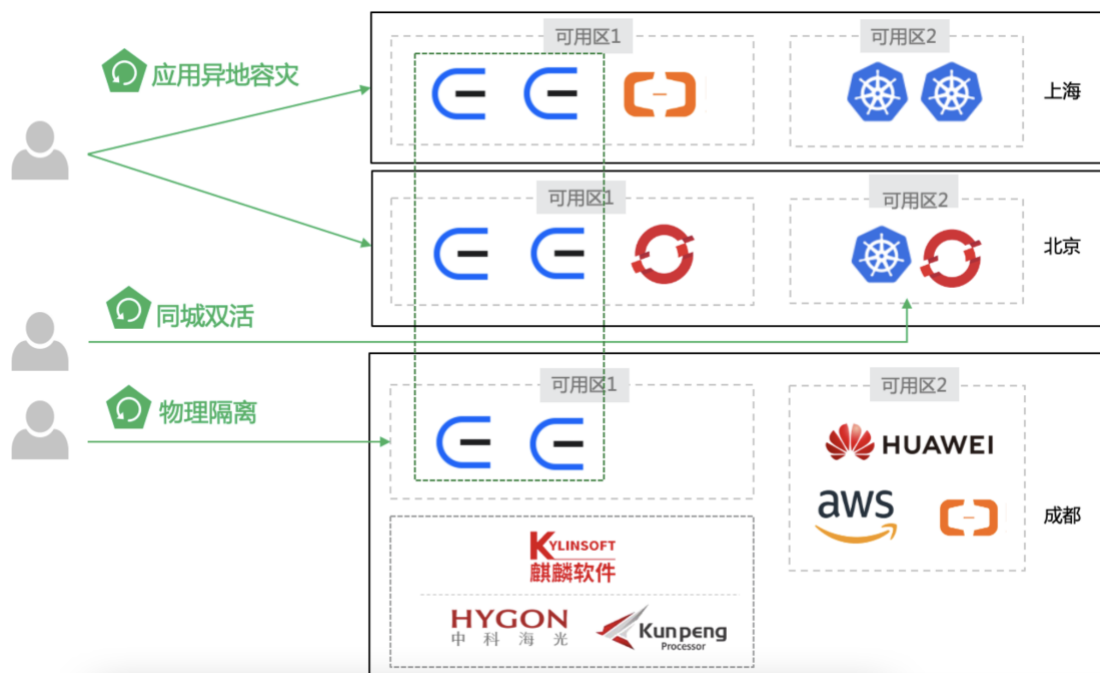 应用异地容灾
可用区1
可用区2
上海
可用区1
可用区2
北京
同城双活
物理隔离
可用区1
可用区2
HUAWEI
aws
成都
KYLINSOFT
麒麟软件
HYGON
中科海光
Kunpeng
Processor